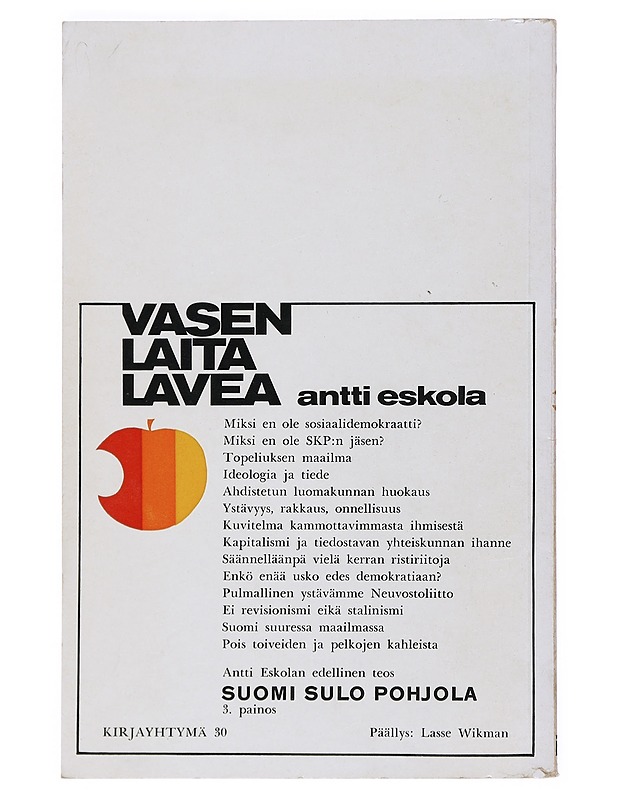 VASEN
LAITA
LAVEA antti eskola
Miksi en ole sosiaalidemokraatti?
Miksi en ole SKP:n jäsen?
Topeliuksen maailma
Ideologia ja tiede
Ahdistetun luomakunnan huokaus
Ystävyys, rakkaus, onnellisuus
Kuvitelma kammottavimmasta ihmisestä
Kapitalismi ja tiedostavan yhteiskunnan ihanne
Säännelläänpä vielä kerran ristiriitoja
Enkö enää usko edes demokratiaan?
Pulmallinen ystävämme Neuvostoliitto
Ei revisionismi eikä stalinismi
Suomi suuressa maailmassa
Pois toiveiden ja pelkojen kahleista
Antti Eskolan edellinen teos
SUOMI SULO POHJOLA
3. painos
KIRJAYHTYMÄ 30 Päällys: Lasse Wikman